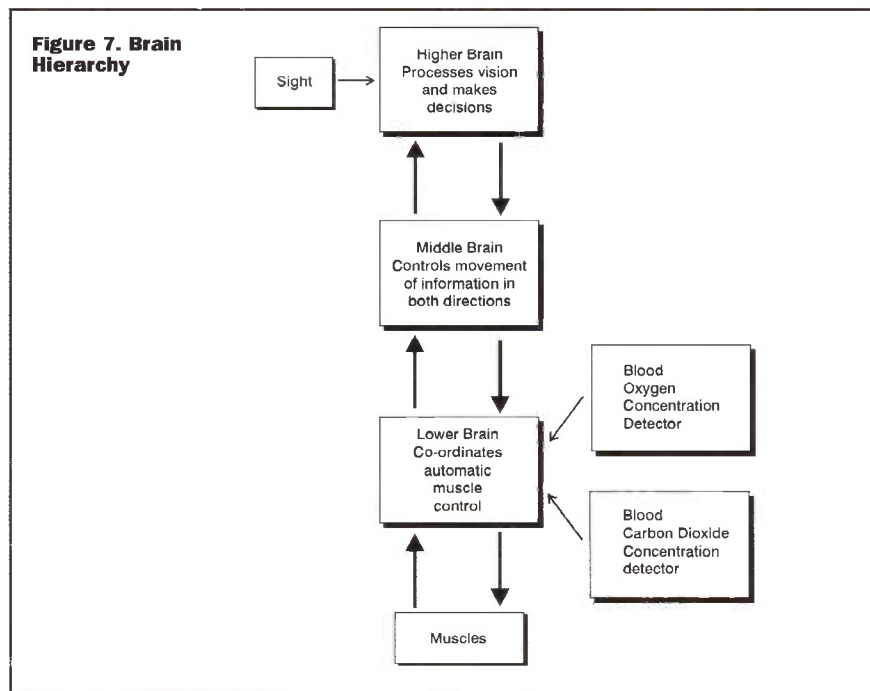 Figure 7. Brain
Hierarchy
Sight
Higher Brain
Processes vision
and makes
decisions
Middle Brain
Controls movement
of information in
both directions
Lower Brain
Co-ordinates
automatic
muscle
control
Blood
Oxygen
Concentration
Detector
Blood
Carbon Dioxide
Concentration
detector
Muscles